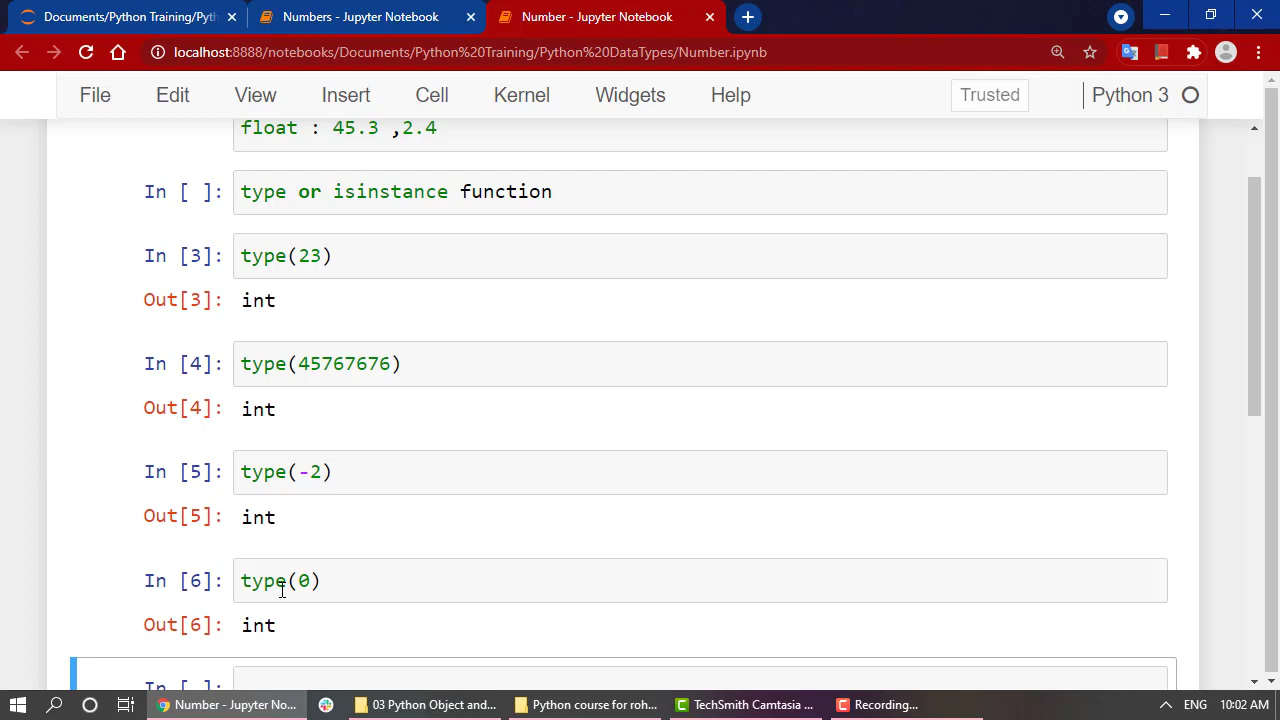 Documents/Python Training/Pyth
Numbers - Jupyter Notebook
Number - Jupyter Notebook
localhost:8888/notebooks/Documents/Python%20Training/Python%20DataTypes/Number.ipynb
File Edit View Insert Cell Kernel Widgets Help Trusted Python 3
float : 45.3 ,2.4
In [ ]: type or isinstance function
In [3]: type(23)
Out[3]: int
In [4]: type(45767676)
Out[4]: int
In [5]: type(-2)
Out[5]: int
In [6]: type(0)
Out[6]: int
In [ ]:
Number - Jupyter No...
03 Python Object and...
Python course for roh...
TechSmith Camtasia ...
Recording...
ENG
10:02 AM